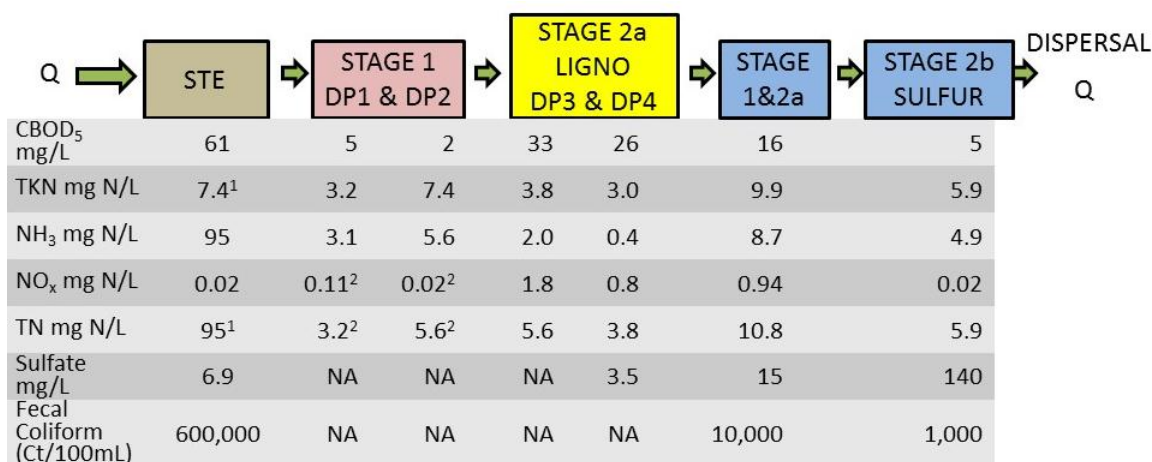 Q
STE
STAGE 1
DP1 & DP2
STAGE 2a
LIGNO
DP3 & DP4
STAGE
1&2a
STAGE 2b
SULFUR
DISPERSAL
Q
CBOD₅
mg/L
61 5 2 33 26 16 5
TKN mg N/L 7.4¹ 3.2 7.4 3.8 3.0 9.9 5.9
NH₃ mg N/L 95 3.1 5.6 2.0 0.4 8.7 4.9
NOₓ mg N/L 0.02 0.11² 0.02² 1.8 0.8 0.94 0.02
TN mg N/L 95¹ 3.2² 5.6² 5.6 3.8 10.8 5.9
Sulfate
mg/L
6.9 NA NA NA 3.5 15 140
Fecal
Coliform
(Ct/100mL)
600,000 NA NA NA NA 10,000 1,000